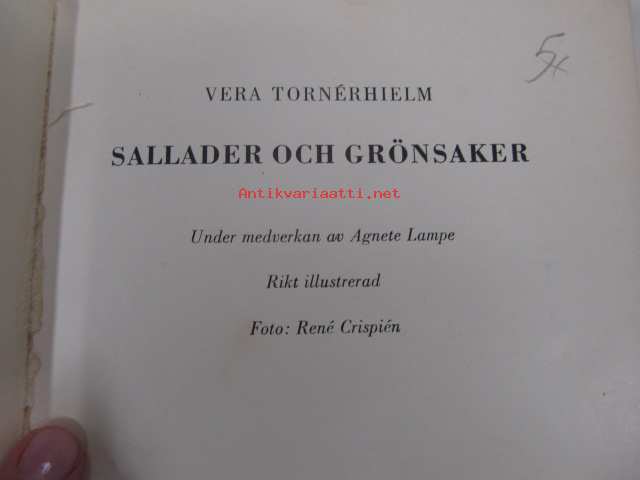 5x
VERA TORNÉRHIELM
SALLADER OCH GRÖNSAKER
Antikvariaatti.net
Under medverkan av Agnete Lampe
Rikt illustrerad
Foto: René Crispién